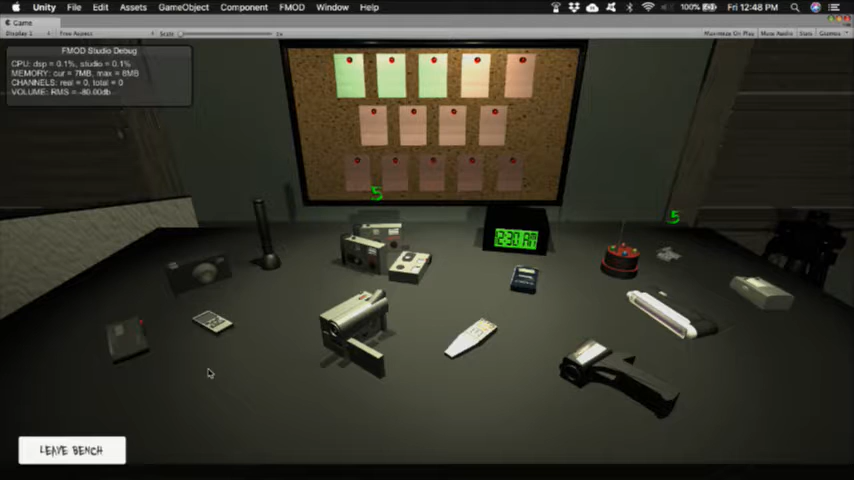 Unity File Edit Assets GameObject Component FMOD Window Help 100% Fri 12:48 PM
Game
Display 1 Free Aspect Scale 1x Maximize On Play Mute Audio Stats Gizmos
FMOD Studio Debug
CPU: dsp = 0.1%, studio = 0.1%
MEMORY: cur = 7MB, max = 8MB
CHANNELS: real = 0, total = 0
VOLUME: RMS = -80.00db
5
5
2:30 AM
LEAVE BENCH